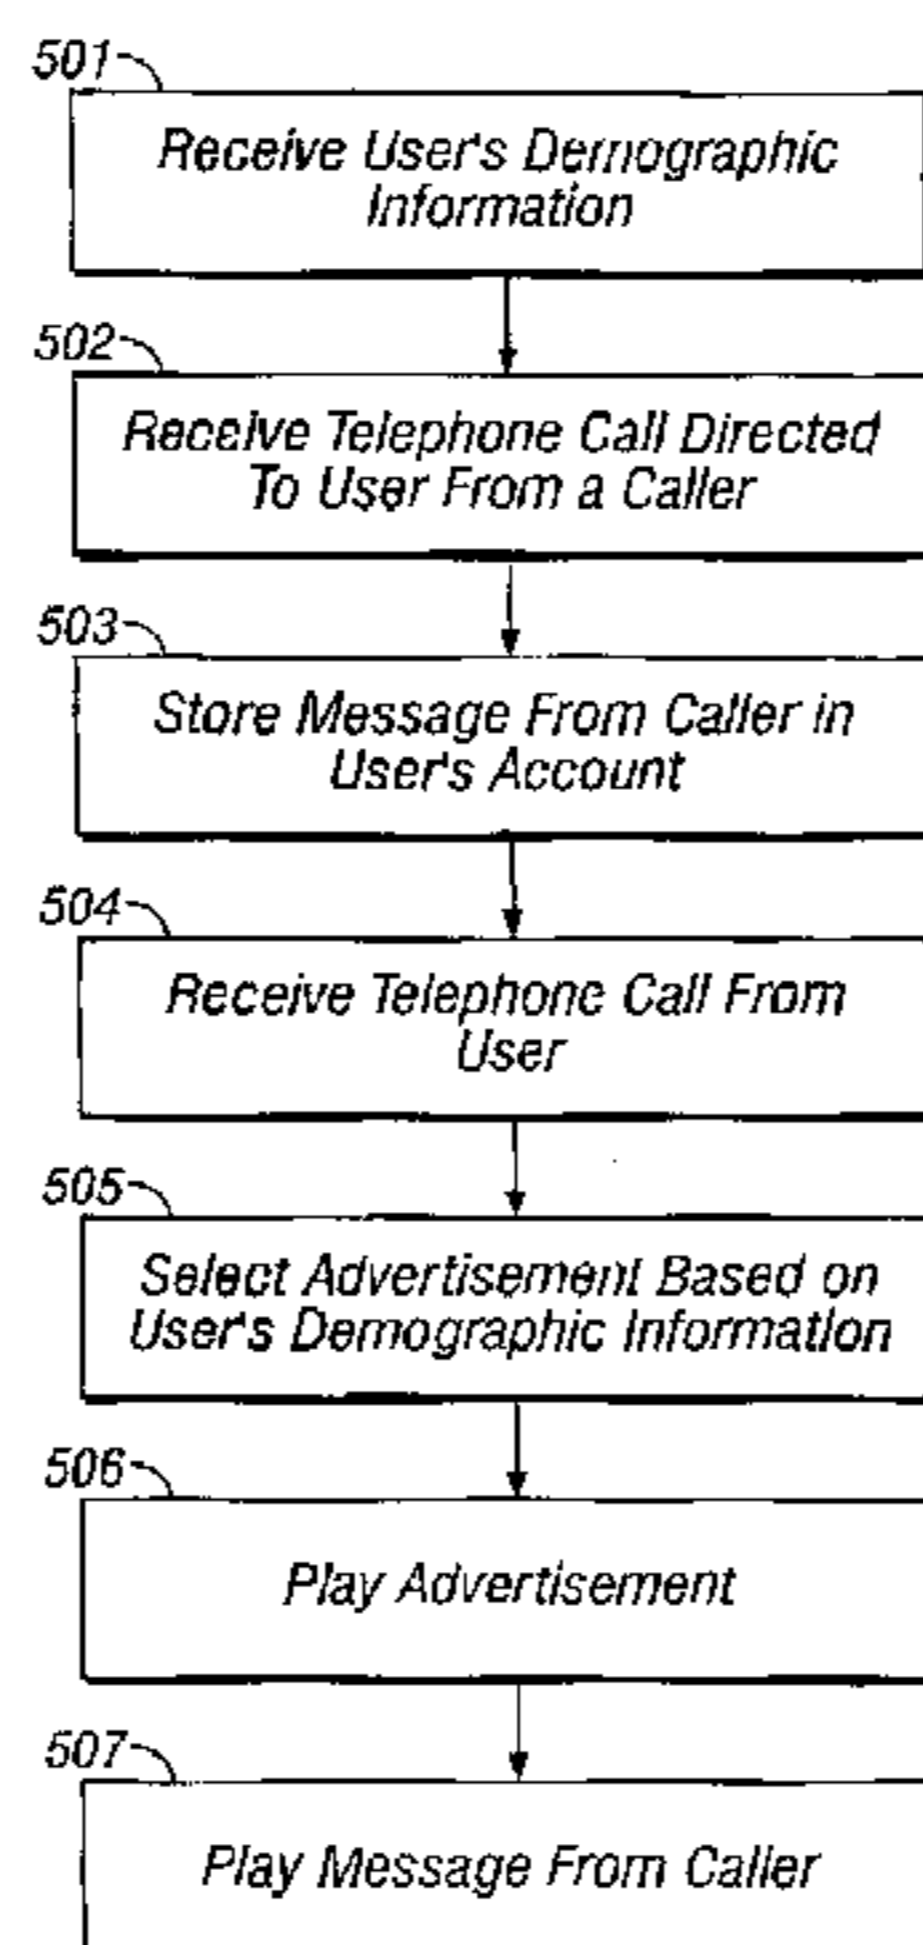 501
Receive User's Demographic
Information
502
Receive Telephone Call Directed
To User From a Caller
503
Store Message From Caller in
User's Account
504
Receive Telephone Call From
User
505
Select Advertisement Based on
User's Demographic Information
506
Play Advertisement
507
Play Message From Caller